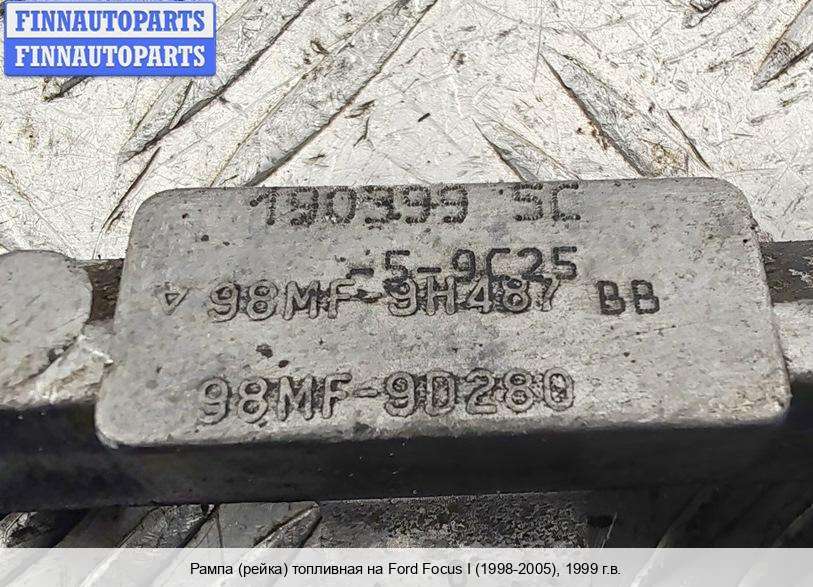 FINNAUTOPARTS
FINNAUTOPARTS
190399 5C
-5-9C25
98MF-9H487 BB
98MF-9D280
Рампа (рейка) топливная на Ford Focus I (1998-2005), 1999 г.в.